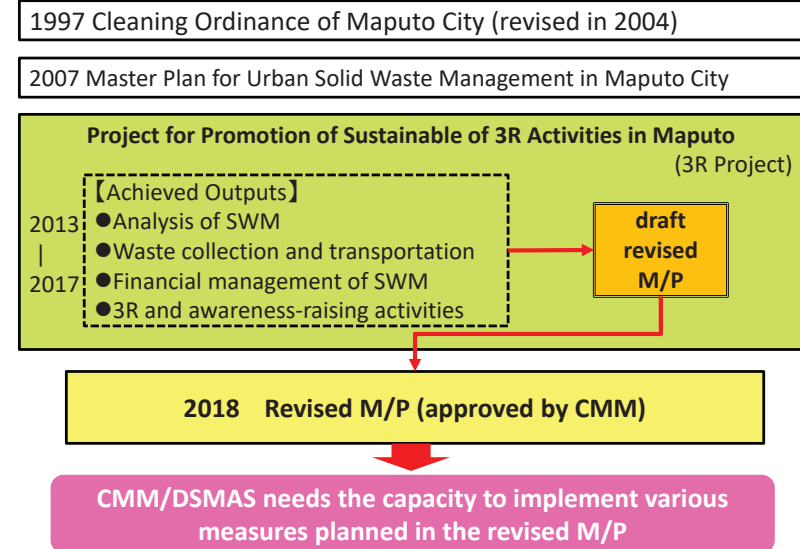 1997 Cleaning Ordinance of Maputo City (revised in 2004)
2007 Master Plan for Urban Solid Waste Management in Maputo City
Project for Promotion of Sustainable of 3R Activities in Maputo
(3R Project)
2013
|
2017
【Achieved Outputs】
●Analysis of SWM
●Waste collection and transportation
●Financial management of SWM
●3R and awareness-raising activities
draft
revised
M/P
2018 Revised M/P (approved by CMM)
CMM/DSMAS needs the capacity to implement various
measures planned in the revised M/P